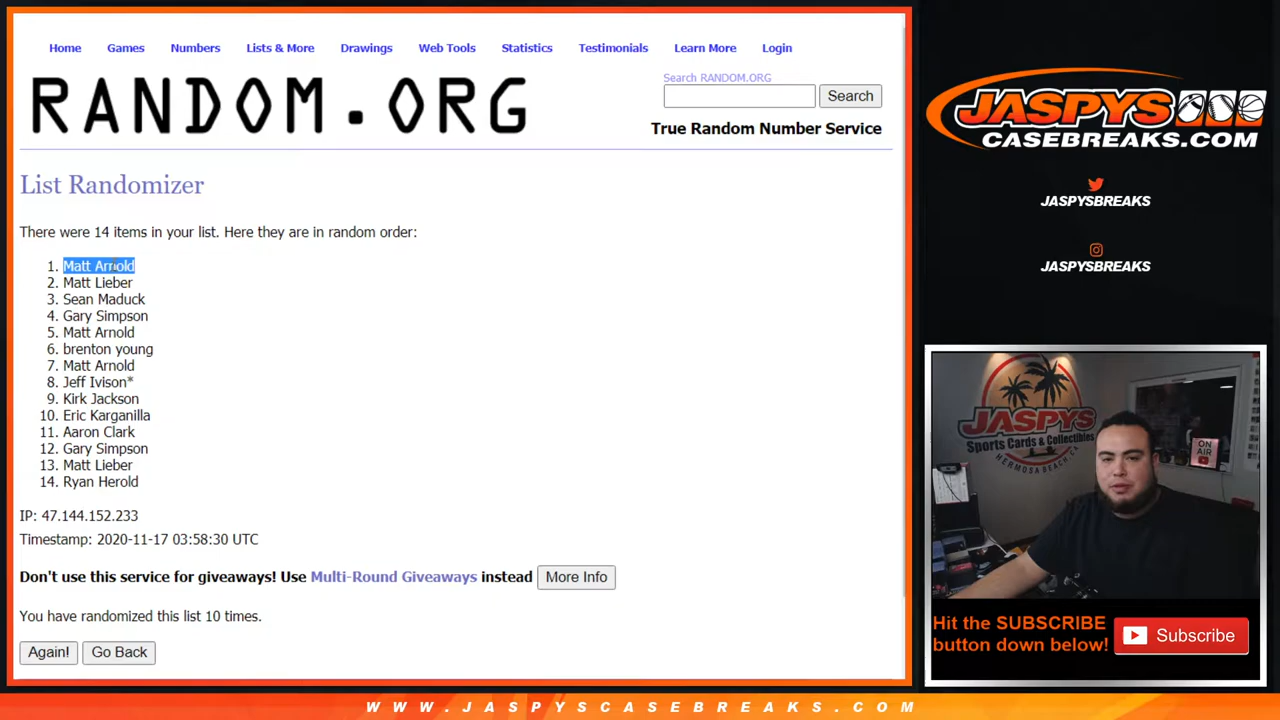 Home Games Numbers Lists & More Drawings Web Tools Statistics Testimonials Learn More Login
RANDOM.ORG
Search RANDOM.ORG
Search
True Random Number Service
List Randomizer
There were 14 items in your list. Here they are in random order:
1. Matt Arnold
2. Matt Lieber
3. Sean Maduck
4. Gary Simpson
5. Matt Arnold
6. brenton young
7. Matt Arnold
8. Jeff Ivison*
9. Kirk Jackson
10. Eric Karganilla
11. Aaron Clark
12. Gary Simpson
13. Matt Lieber
14. Ryan Herold
IP: 47.144.152.233
Timestamp: 2020-11-17 03:58:30 UTC
Don't use this service for giveaways! Use Multi-Round Giveaways instead More Info
You have randomized this list 10 times.
Again! Go Back
JASPYS
CASEBREAKS.COM
JASPYSBREAKS
JASPYSBREAKS
JASPYS
Sports Cards & Collectibles
HERMOSA BEACH, CA
ON
AIR
Hit the SUBSCRIBE
button down below!
Subscribe
WWW.JASPYSCASEBREAKS.COM